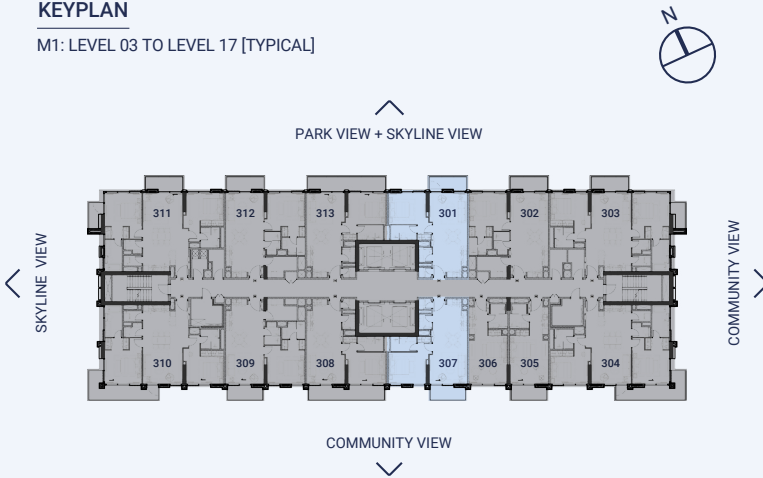 KEYPLAN
M1: LEVEL 03 TO LEVEL 17 [TYPICAL]
N
PARK VIEW + SKYLINE VIEW
SKYLINE VIEW
311 312 313 301 302 303
310 309 308 307 306 305 304
COMMUNITY VIEW
COMMUNITY VIEW